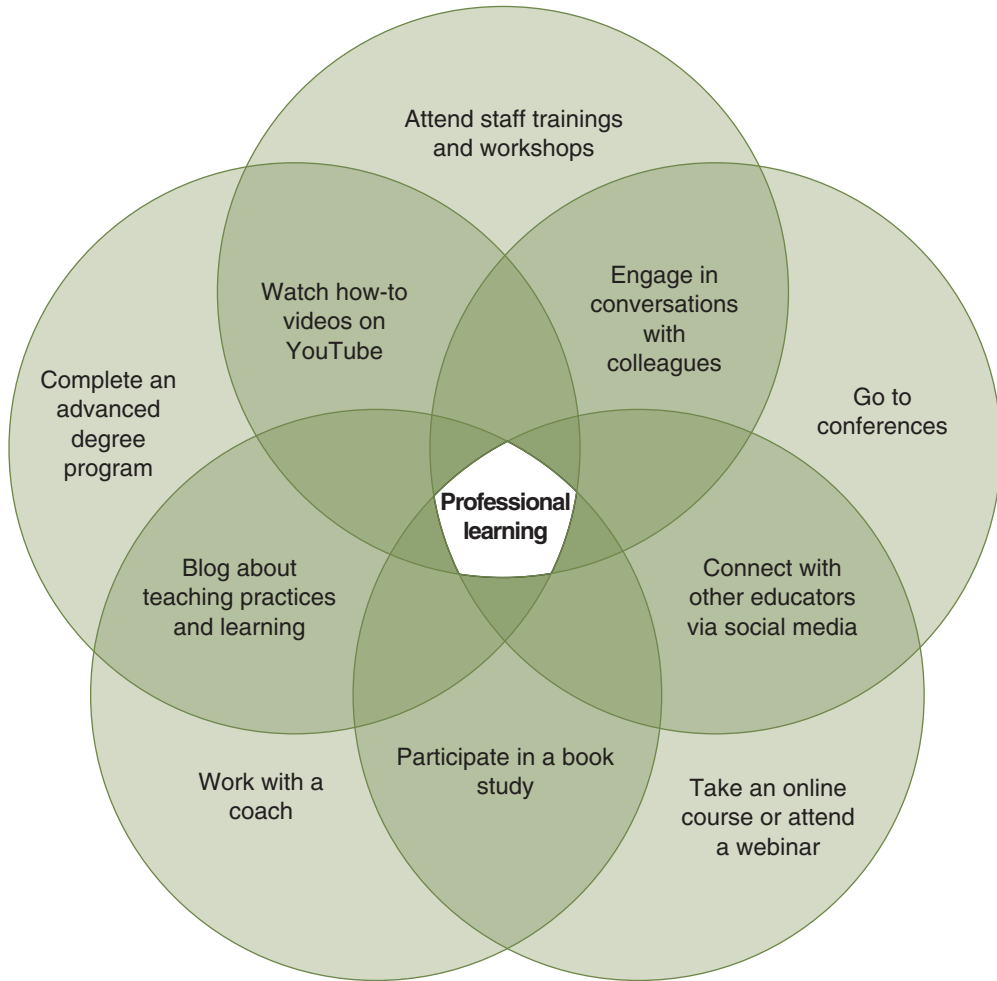 Attend staff trainings
and workshops
Watch how-to
videos on
YouTube
Engage in
conversations
with
colleagues
Complete an
advanced
degree
program
Go to
conferences
Professional
learning
Blog about
teaching practices
and learning
Connect with
other educators
via social media
Work with a
coach
Participate in a book
study
Take an online
course or attend
a webinar